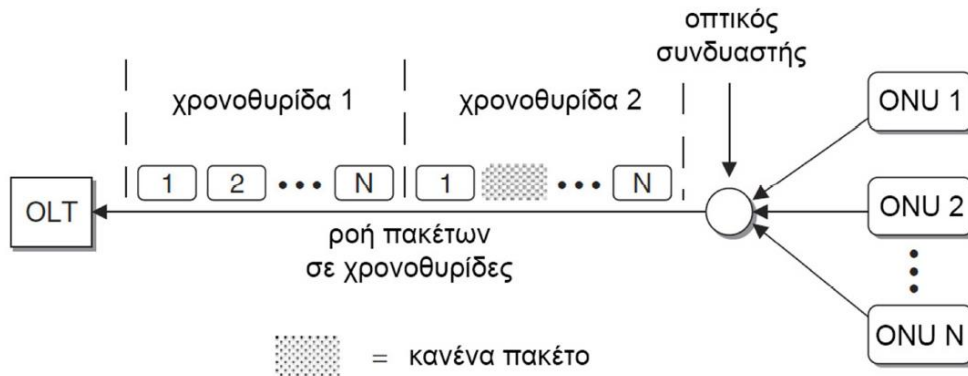 οπτικός
συνδυαστής
χρονοθυρίδα 1
χρονοθυρίδα 2
ONU 1
1
2
•••
N
1
•••
N
OLT
ONU 2
ροή πακέτων
σε χρονοθυρίδες
ONU N
= κανένα πακέτο